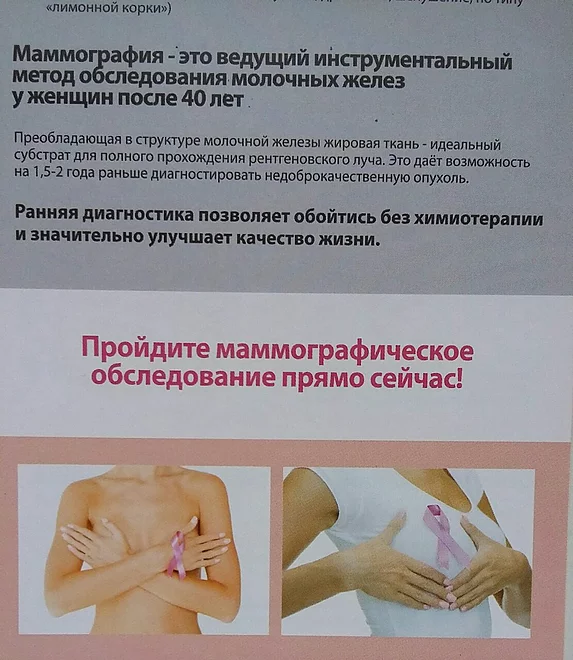 по типу
«лимонной корки»)
Маммография - это ведущий инструментальный
метод обследования молочных желез
у женщин после 40 лет
Преобладающая в структуре молочной железы жировая ткань - идеальный
субстрат для полного прохождения рентгеновского луча. Это даёт возможность
на 1,5-2 года раньше диагностировать недоброкачественную опухоль.
Ранняя диагностика позволяет обойтись без химиотерапии
и значительно улучшает качество жизни.
Пройдите маммографическое
обследование прямо сейчас!